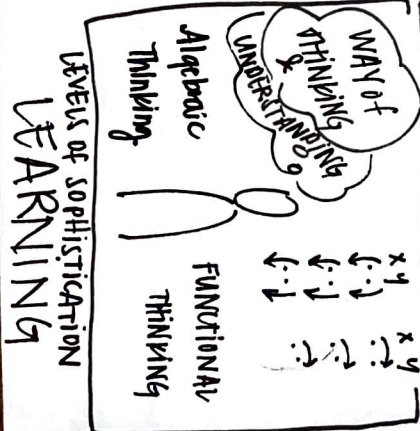 WAY OF
THINKING
&
UNDERSTANDING
x y x y
Algebraic
Thinking
FUNCTIONAL
THINKING
LEVELS OF SOPHISTICATION
LEARNING